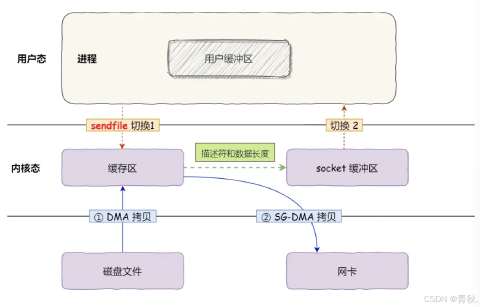 用户态
进程
用户缓冲区
sendfile 切换1
切换 2
内核态
缓存区
描述符和数据长度
socket 缓冲区
① DMA 拷贝
② SG-DMA 拷贝
磁盘文件
网卡
CSDN @青秋.